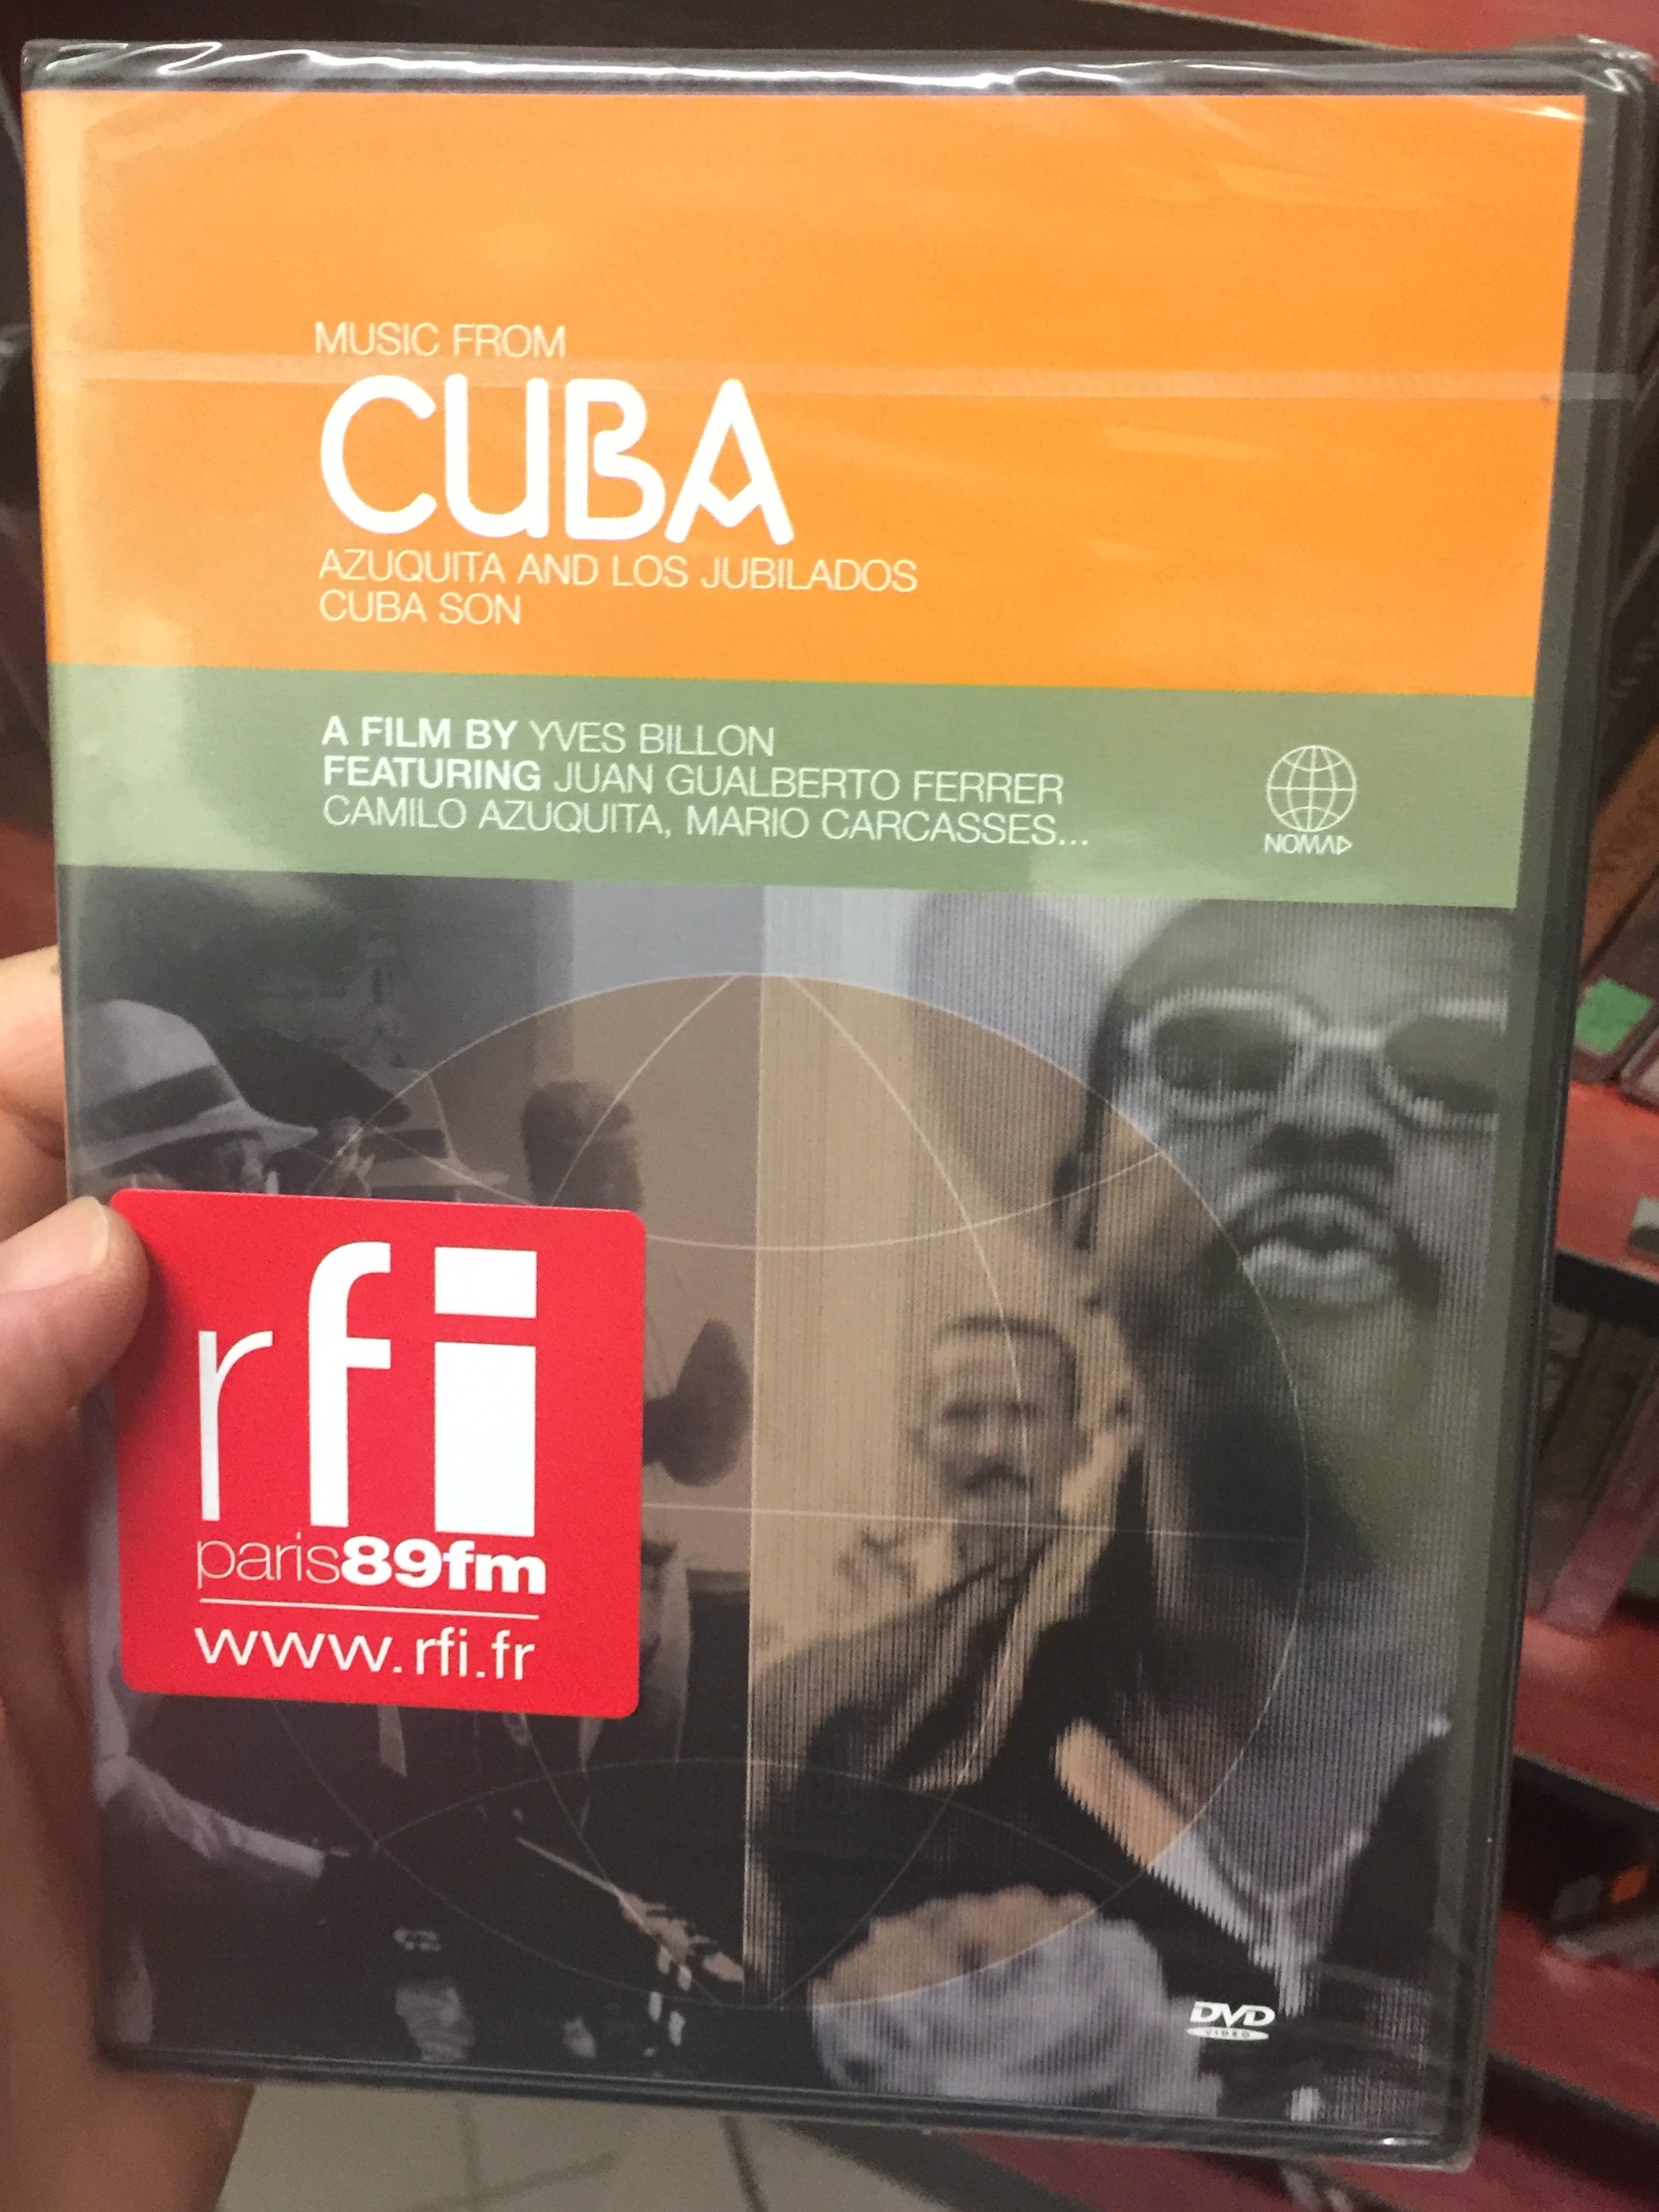 MUSIC FROM
CUBA
AZUQUITA AND LOS JUBILADOS
CUBA SON
A FILM BY YVES BILLON
FEATURING JUAN GUALBERTO FERRER
CAMILO AZUQUITA, MARIO CARCASSES...
NOMAD
rfi
paris89fm
www.rfi.fr
DVD
VIDEO